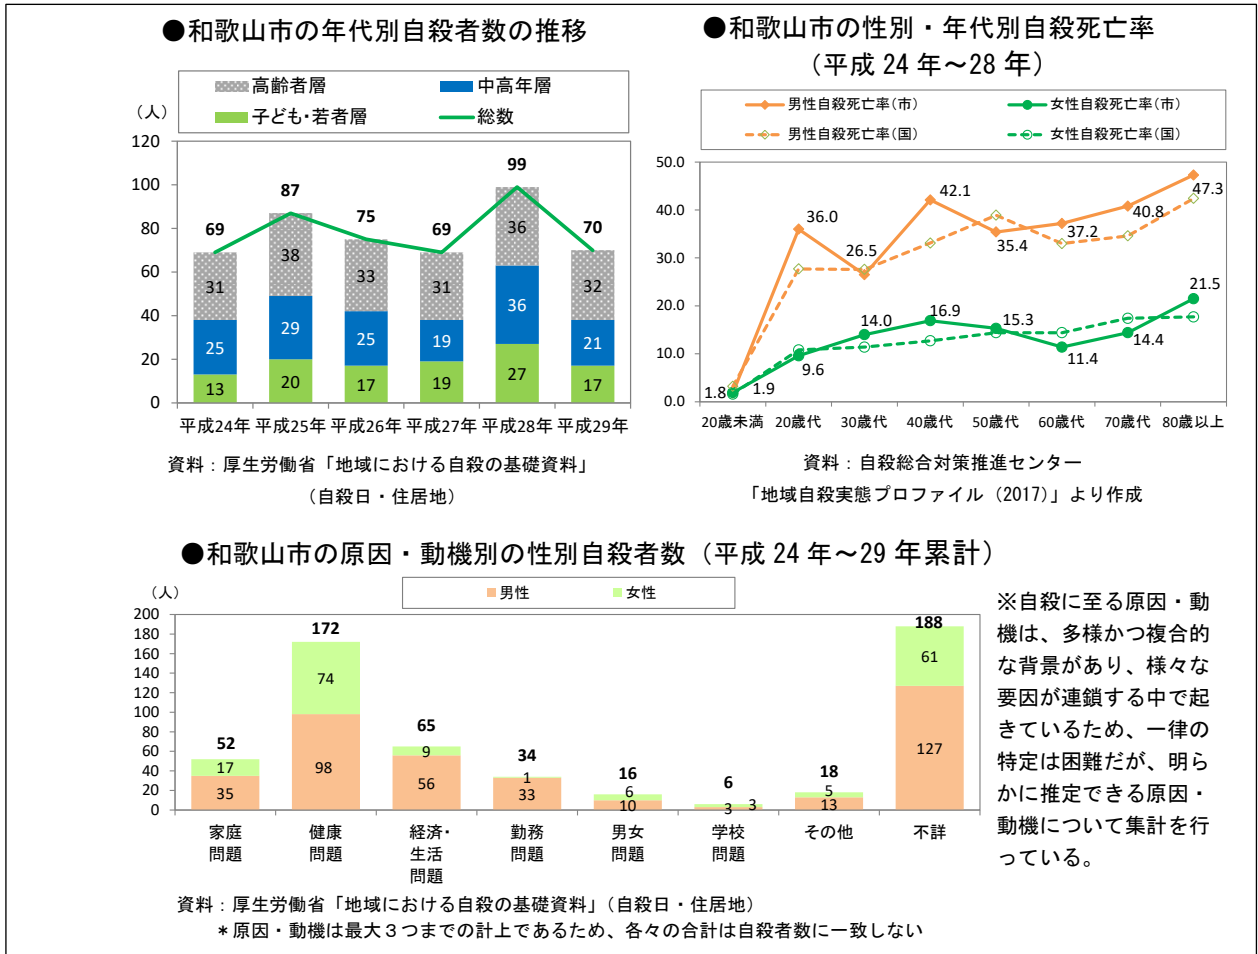 ●和歌山市の年代別自殺者数の推移
高齢者層
中高年層
子ども・若者層
総数
（人）
120
100
80
60
40
20
0
69
87
75
69
99
70
31
38
33
31
36
32
25
29
25
19
36
21
13
20
17
19
27
17
平成24年
平成25年
平成26年
平成27年
平成28年
平成29年
資料：厚生労働省「地域における自殺の基礎資料」
（自殺日・住居地）
●和歌山市の性別・年代別自殺死亡率
（平成 24 年～28 年）
男性自殺死亡率（市）
女性自殺死亡率（市）
男性自殺死亡率（国）
女性自殺死亡率（国）
50.0
40.0
30.0
20.0
10.0
0.0
36.0
26.5
42.1
35.4
37.2
40.8
47.3
1.8
1.9
9.6
14.0
16.9
15.3
11.4
14.4
21.5
20歳未満
20歳代
30歳代
40歳代
50歳代
60歳代
70歳代
80歳以上
資料：自殺総合対策推進センター
「地域自殺実態プロファイル（2017）」より作成
●和歌山市の原因・動機別の性別自殺者数（平成 24 年～29 年累計）
（人）
男性
女性
200
180
160
140
120
100
80
60
40
20
0
52
172
65
34
16
6
18
188
17
74
9
1
6
3
5
61
35
98
56
33
10
3
13
127
家庭
問題
健康
問題
経済・
生活
問題
勤務
問題
男女
問題
学校
問題
その他
不詳
※自殺に至る原因・動
機は、多様かつ複合的
な背景があり、様々な
要因が連鎖する中で起
きているため、一律の
特定は困難だが、明ら
かに推定できる原因・
動機について集計を行
っている。
資料：厚生労働省「地域における自殺の基礎資料」（自殺日・住居地）
＊原因・動機は最大３つまでの計上であるため、各々の合計は自殺者数に一致しない